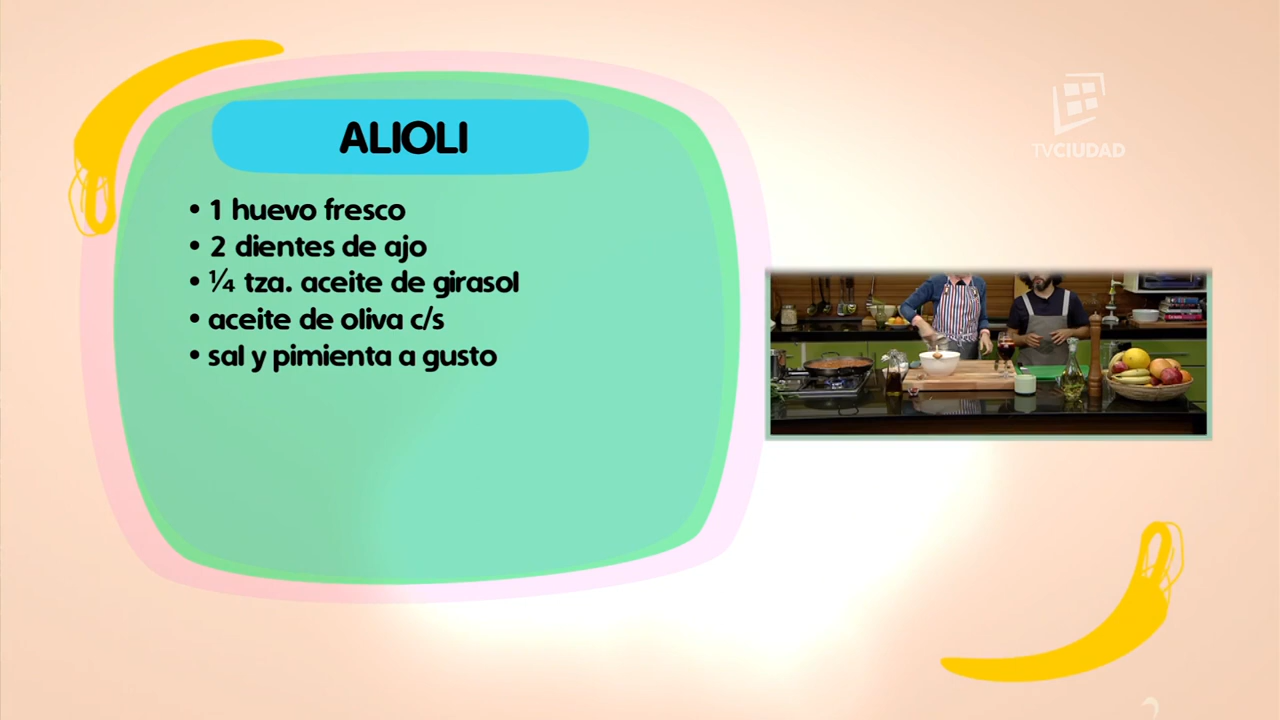 ALIOLI
• 1 huevo fresco
• 2 dientes de ajo
• ¼ tza. aceite de girasol
• aceite de oliva c/s
• sal y pimienta a gusto
TVCIUDAD